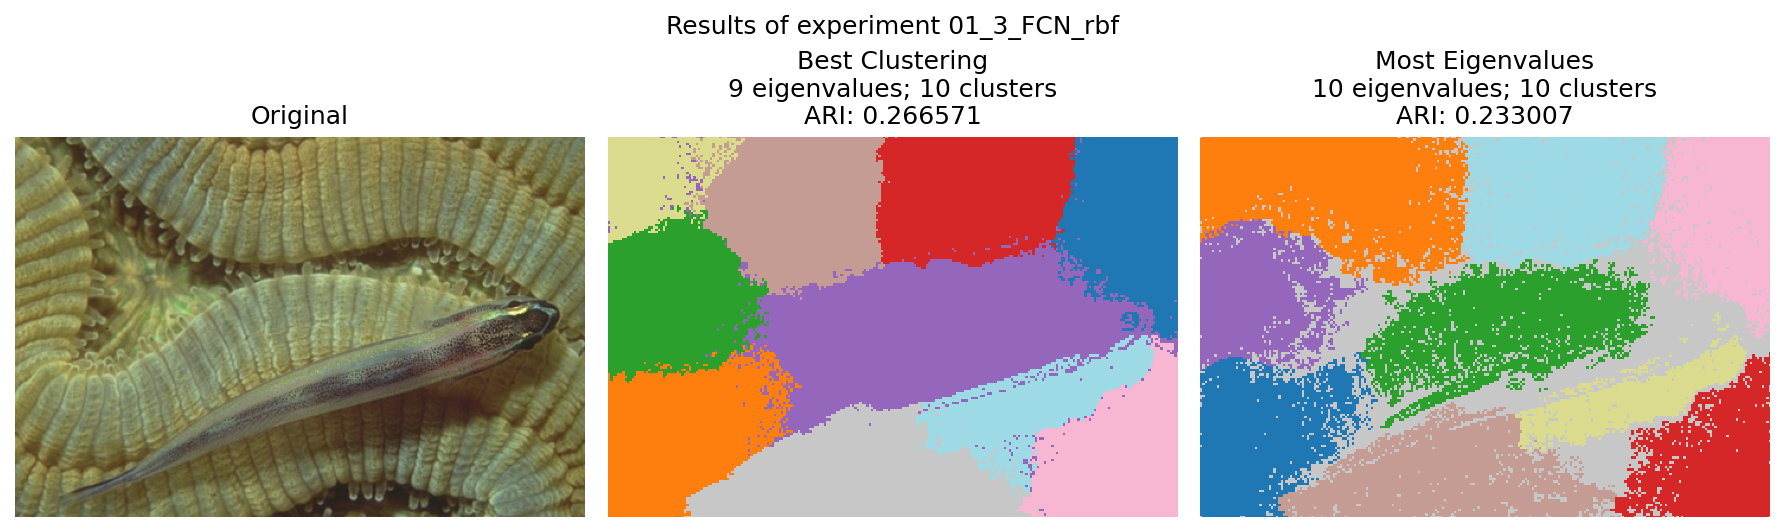 Results of experiment 01_3_FCN_rbf
Original
Best Clustering
9 eigenvalues; 10 clusters
ARI: 0.266571
Most Eigenvalues
10 eigenvalues; 10 clusters
ARI: 0.233007